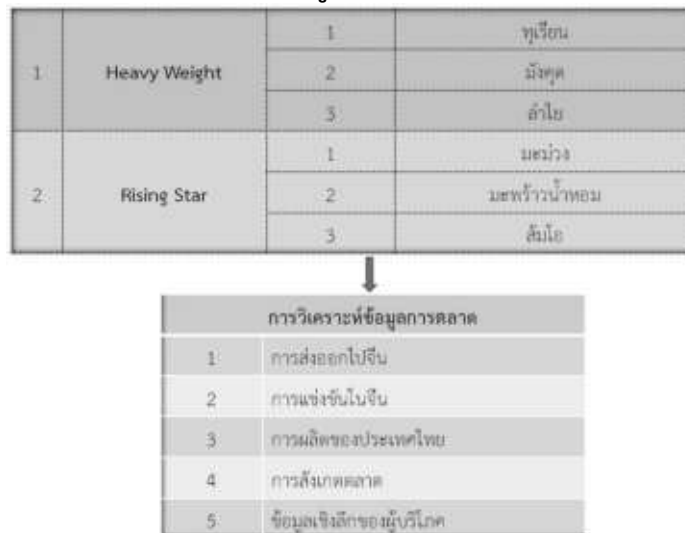 1 Heavy Weight 1 ทุเรียน
2 มังคุด
3 ลำไย
2 Rising Star 1 มะม่วง
2 มะพร้าวน้ำหอม
3 ส้มโอ
การวิเคราะห์ข้อมูลการตลาด
1 การส่งออกไปจีน
2 การแข่งขันในจีน
3 การผลิตของประเทศไทย
4 การสังเกตตลาด
5 ข้อมูลเชิงลึกของผู้บริโภค